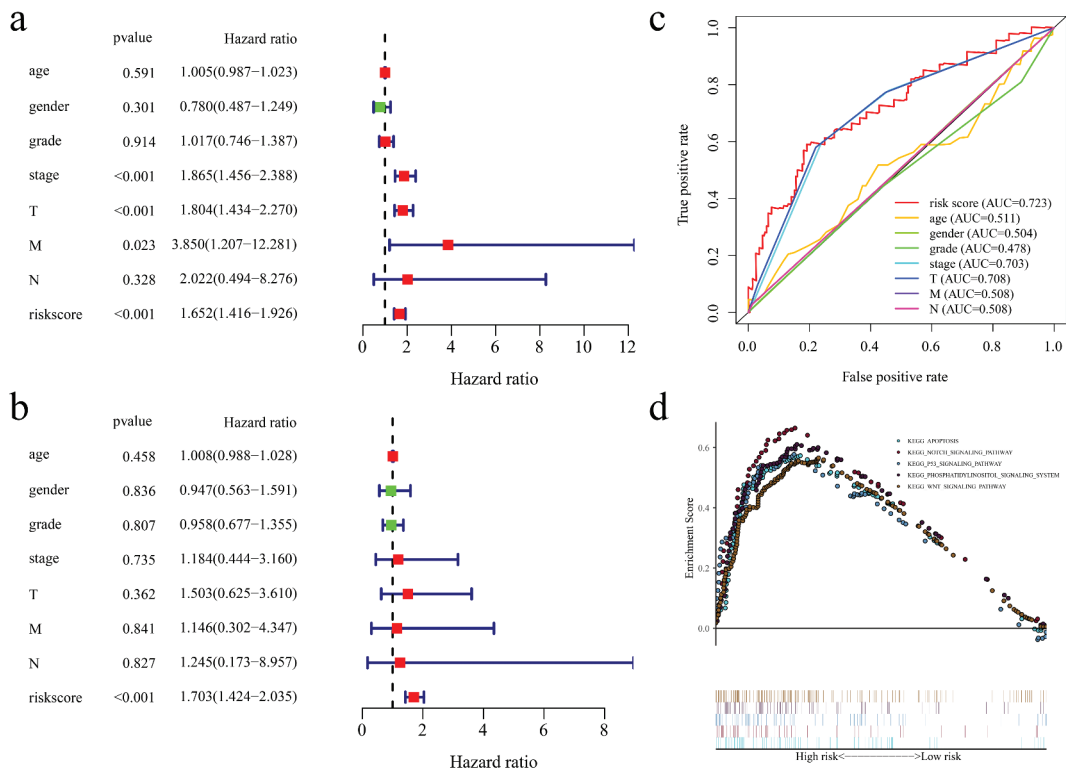 a
pvalue Hazard ratio
age 0.591 1.005(0.987−1.023)
gender 0.301 0.780(0.487−1.249)
grade 0.914 1.017(0.746−1.387)
stage <0.001 1.865(1.456−2.388)
T <0.001 1.804(1.434−2.270)
M 0.023 3.850(1.207−12.281)
N 0.328 2.022(0.494−8.276)
riskscore <0.001 1.652(1.416−1.926)
0 2 4 6 8 10 12
Hazard ratio
b
pvalue Hazard ratio
age 0.458 1.008(0.988−1.028)
gender 0.836 0.947(0.563−1.591)
grade 0.807 0.958(0.677−1.355)
stage 0.735 1.184(0.444−3.160)
T 0.362 1.503(0.625−3.610)
M 0.841 1.146(0.302−4.347)
N 0.827 1.245(0.173−8.957)
riskscore <0.001 1.703(1.424−2.035)
0 2 4 6 8
Hazard ratio
c
True positive rate
1.0
0.8
0.6
0.4
0.2
0.0
risk score (AUC=0.723)
age (AUC=0.511)
gender (AUC=0.504)
grade (AUC=0.478)
stage (AUC=0.703)
T (AUC=0.708)
M (AUC=0.508)
N (AUC=0.508)
0.0 0.2 0.4 0.6 0.8 1.0
False positive rate
d
Enrichment Score
0.6
0.4
0.2
0.0
KEGG_APOPTOSIS
KEGG_NOTCH_SIGNALING_PATHWAY
KEGG_P53_SIGNALING_PATHWAY
KEGG_PHOSPHATIDYLINOSITOL_SIGNALING_SYSTEM
KEGG_WNT_SIGNALING_PATHWAY
High risk<−−−−−−−−−−>Low risk